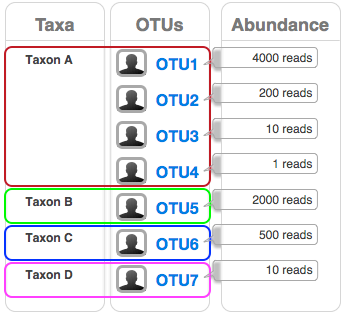 Taxa OTUs Abundance
Taxon A OTU1 4000 reads
OTU2 200 reads
OTU3 10 reads
OTU4 1 reads
Taxon B OTU5 2000 reads
Taxon C OTU6 500 reads
Taxon D OTU7 10 reads